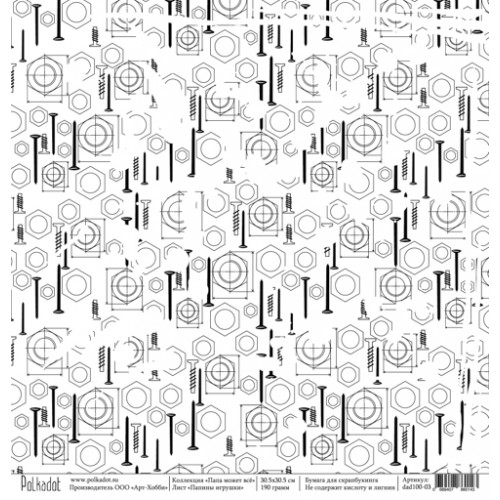 Polkadot
www.polkadot.ru
Производитель ООО «Арт-Хобби»
Коллекция «Папа может всё»
Лист «Папины игрушки»
30.5х30.5 см
190 грамм
Бумага для скрапбукинга
Не содержит кислоту и лигнин
Артикул:
dad100-03